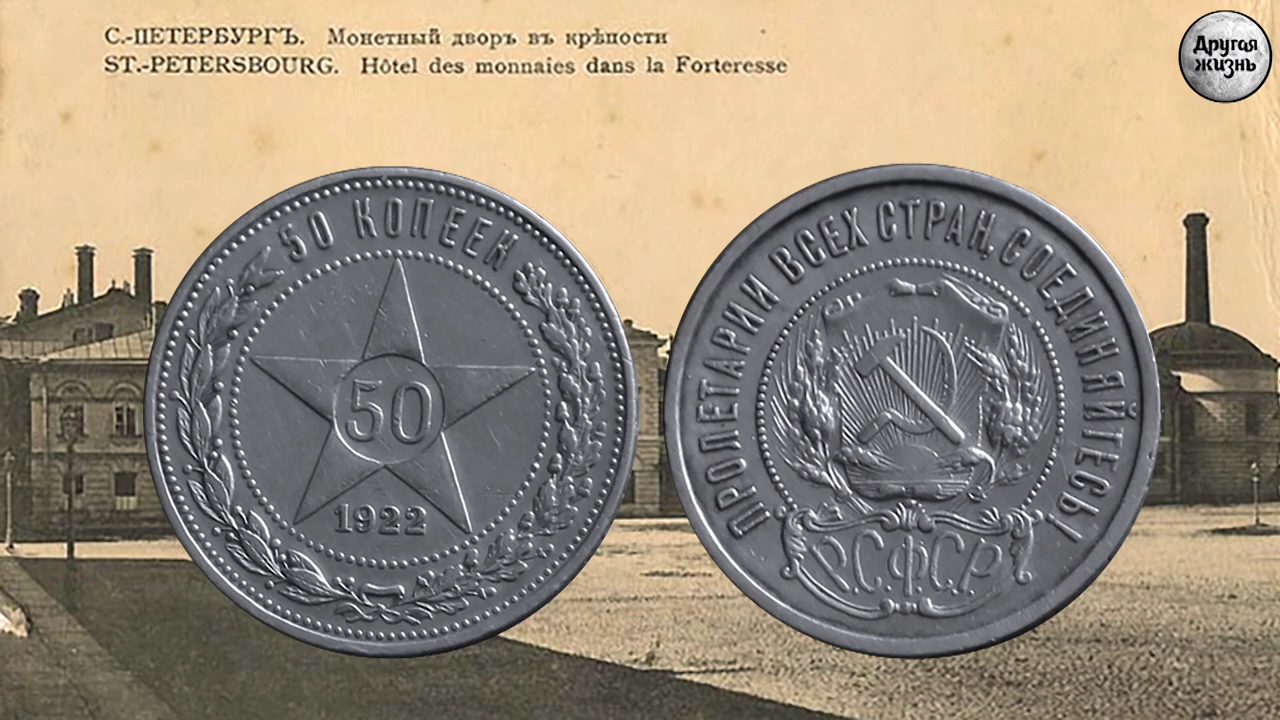 С.-ПЕТЕРБУРГЪ. Монетный дворъ въ крѣпости
ST.-PETERSBOURG. Hôtel des monnaies dans la Forteresse
Другая
жизнь
50 КОПЕЕК
50
1922
ПРОЛЕТАРИИ ВСЕХ СТРАН, СОЕДИНЯЙТЕСЬ!
Р.С.Ф.С.Р.